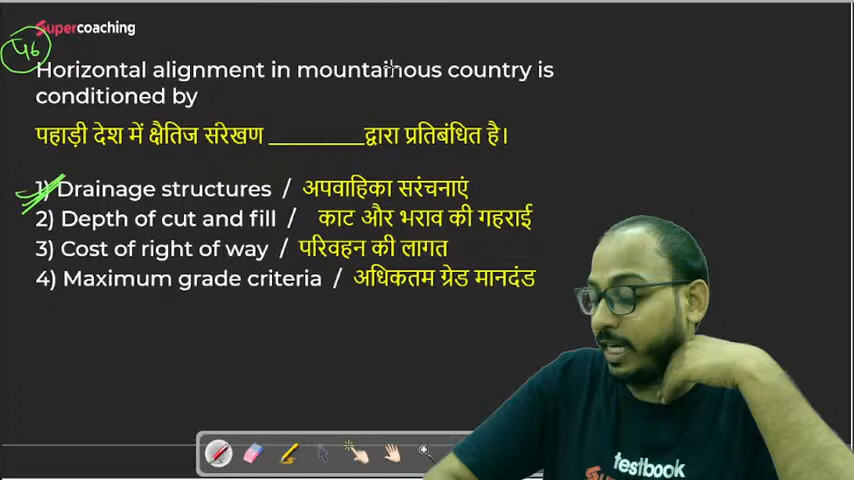 Supercoaching
46
Horizontal alignment in mountainous country is
conditioned by
पहाड़ी देश में क्षैतिज संरेखण _________द्वारा प्रतिबंधित है।
1) Drainage structures / अपवाहिका सरंचनाएं
2) Depth of cut and fill / काट और भराव की गहराई
3) Cost of right of way / परिवहन की लागत
4) Maximum grade criteria / अधिकतम ग्रेड मानदंड
testbook